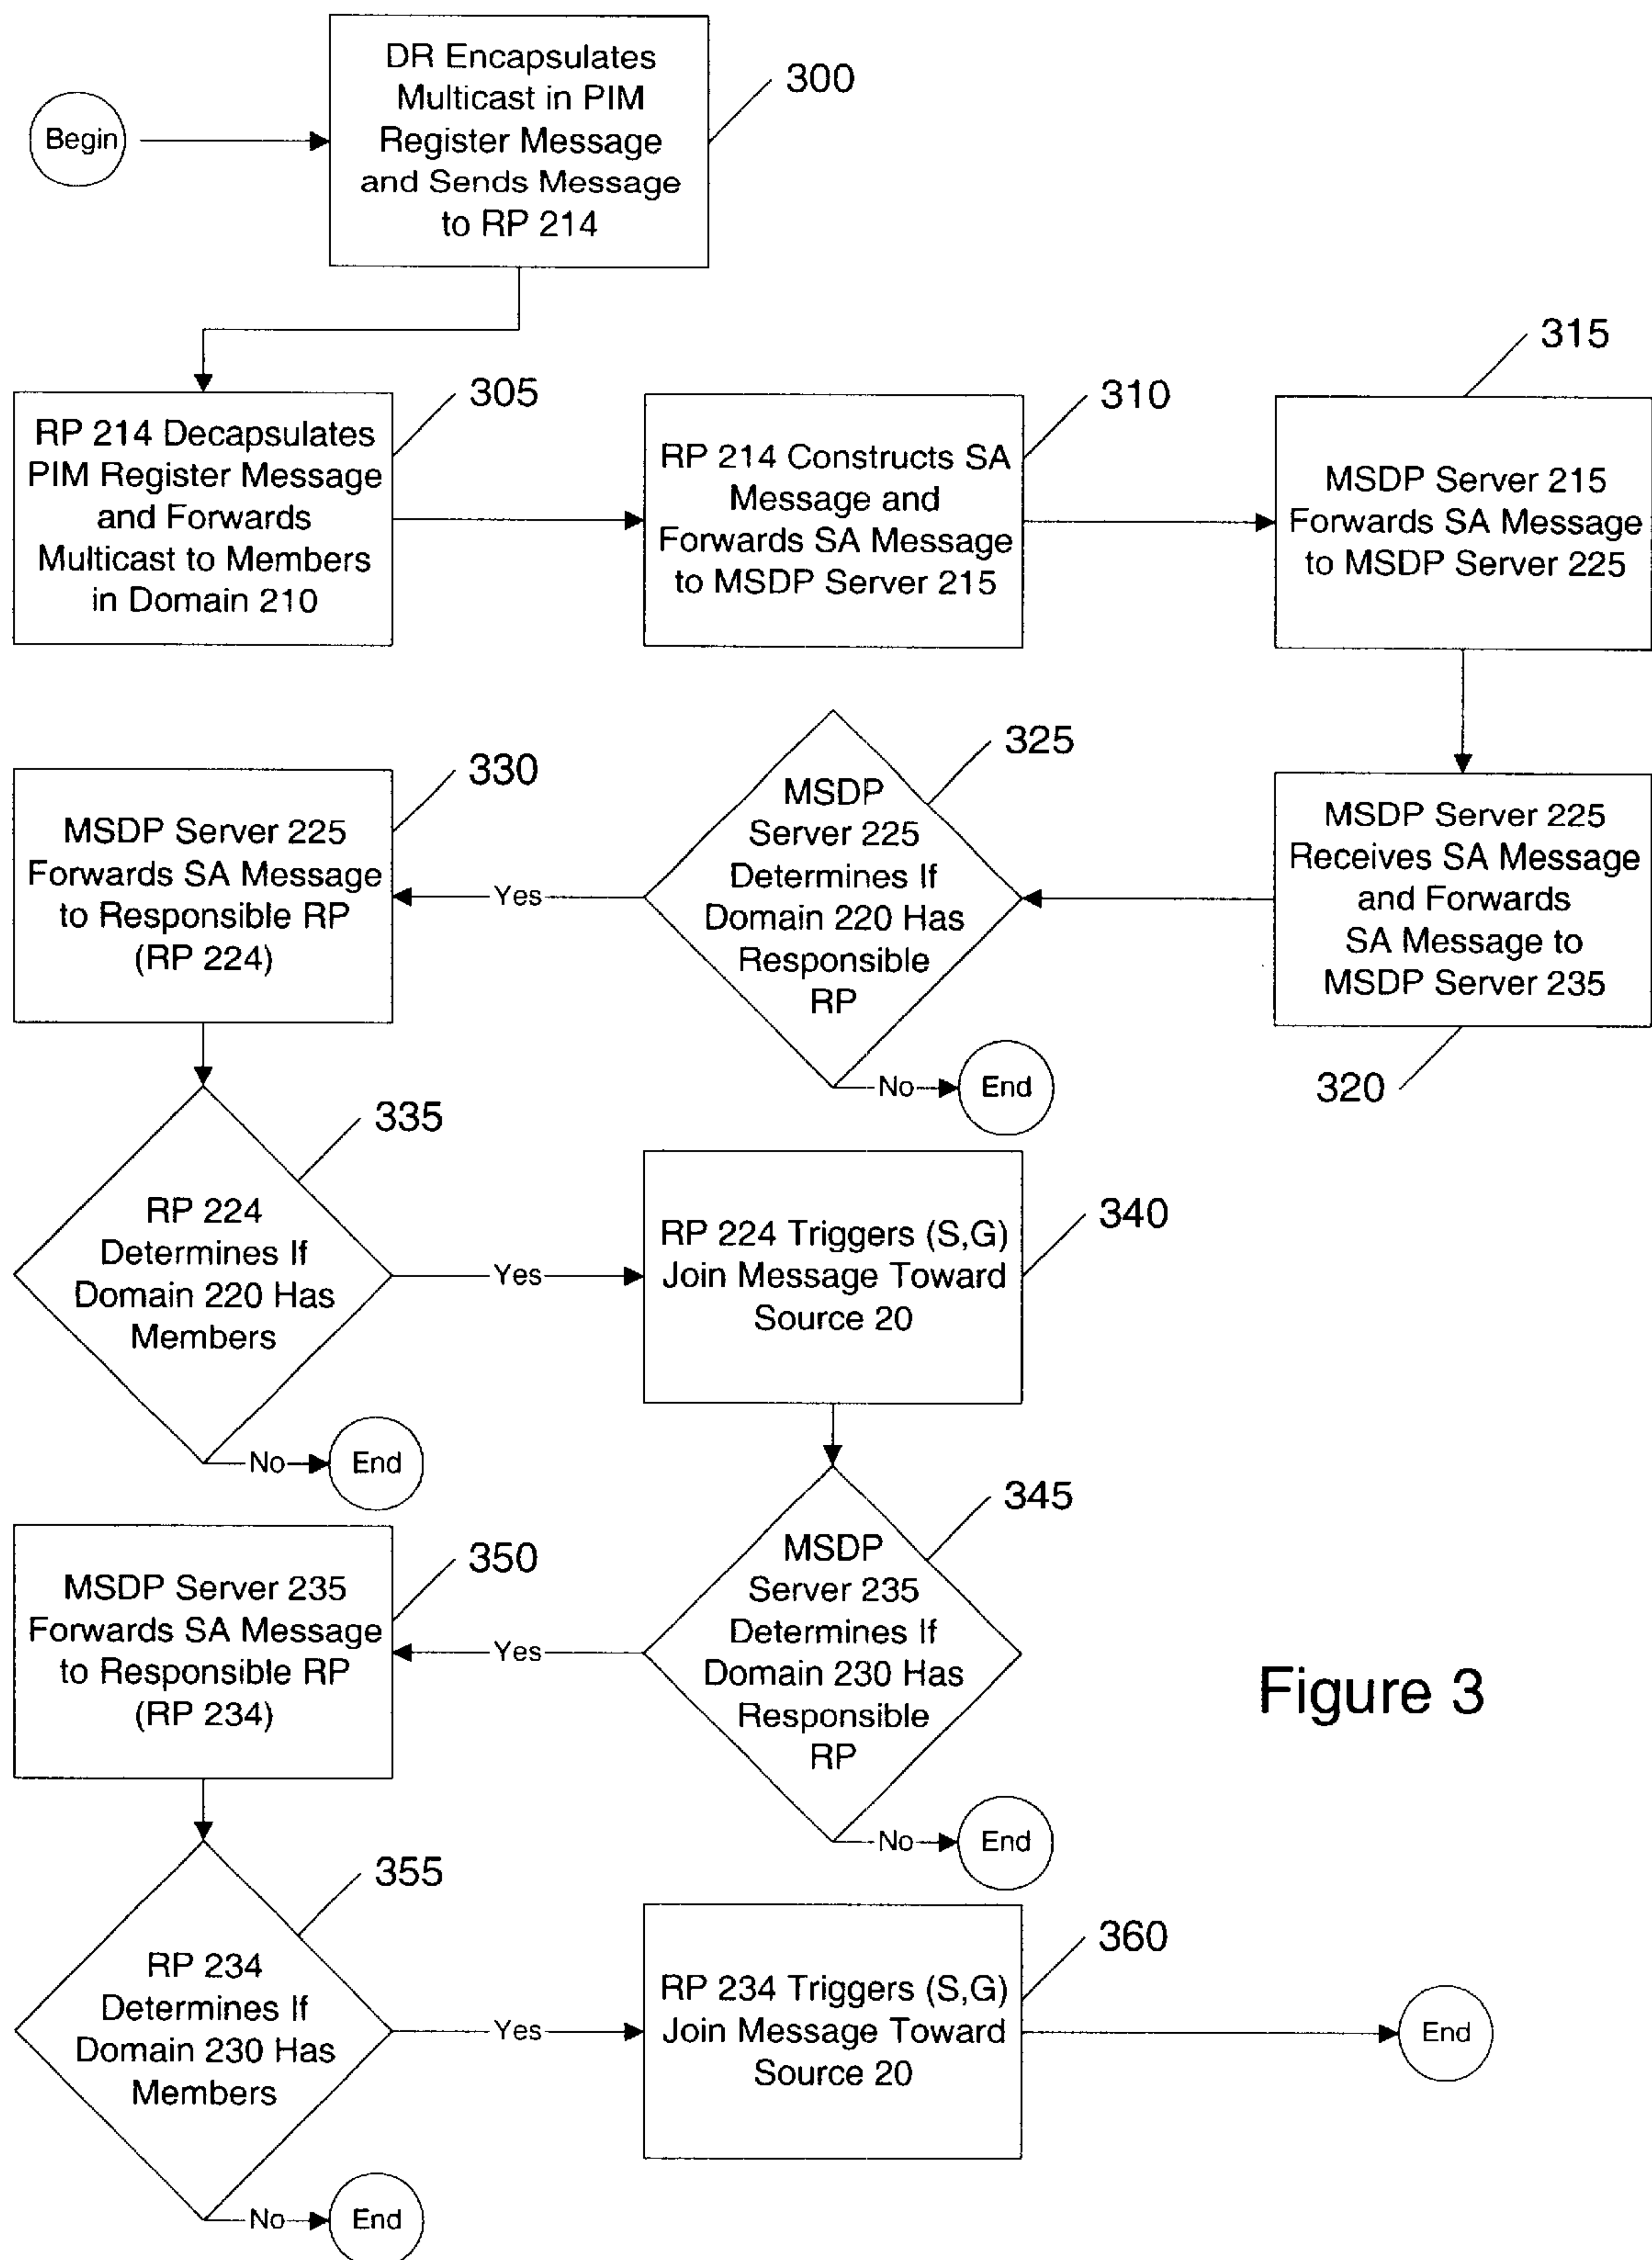 Begin
DR Encapsulates
Multicast in PIM
Register Message
and Sends Message
to RP 214
300
RP 214 Decapsulates
PIM Register Message
and Forwards
Multicast to Members
in Domain 210
305
RP 214 Constructs SA
Message and
Forwards SA Message
to MSDP Server 215
310
MSDP Server 215
Forwards SA Message
to MSDP Server 225
315
MSDP Server 225
Receives SA Message
and Forwards
SA Message to
MSDP Server 235
320
MSDP
Server 225
Determines If
Domain 220 Has
Responsible
RP
325
Yes
No
End
MSDP Server 225
Forwards SA Message
to Responsible RP
(RP 224)
330
RP 224
Determines If
Domain 220 Has
Members
335
Yes
No
End
RP 224 Triggers (S,G)
Join Message Toward
Source 20
340
MSDP
Server 235
Determines If
Domain 230 Has
Responsible
RP
345
Yes
No
End
MSDP Server 235
Forwards SA Message
to Responsible RP
(RP 234)
350
RP 234
Determines If
Domain 230 Has
Members
355
Yes
No
End
RP 234 Triggers (S,G)
Join Message Toward
Source 20
360
End
Figure 3